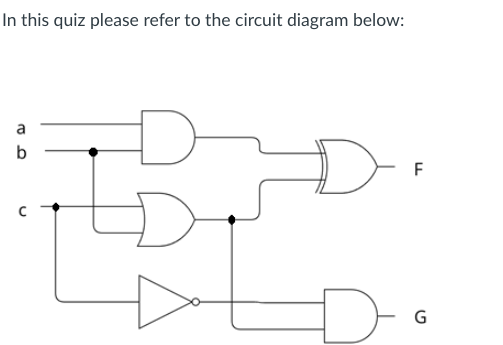 In this quiz please refer to the circuit diagram below:
a
b
F
c
G